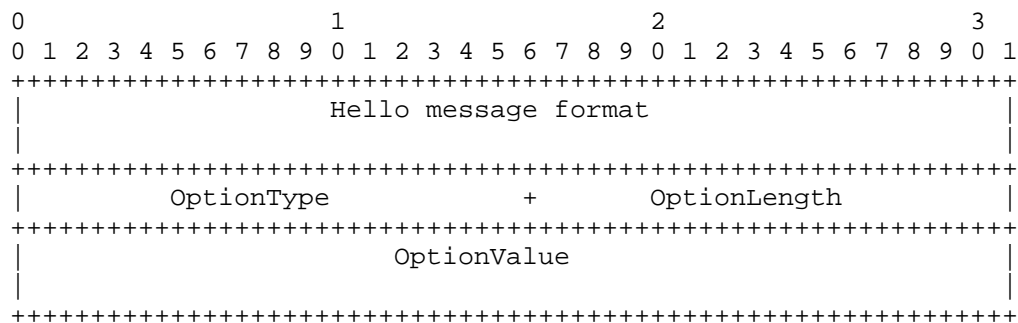 0                   1                   2                   3
0 1 2 3 4 5 6 7 8 9 0 1 2 3 4 5 6 7 8 9 0 1 2 3 4 5 6 7 8 9 0 1
+++++++++++++++++++++++++++++++++++++++++++++++++++++++++++++++
|                   Hello message format                      |
|                                                             |
+++++++++++++++++++++++++++++++++++++++++++++++++++++++++++++++
|         OptionType            +       OptionLength          |
+++++++++++++++++++++++++++++++++++++++++++++++++++++++++++++++
|                       OptionValue                           |
|                                                             |
+++++++++++++++++++++++++++++++++++++++++++++++++++++++++++++++